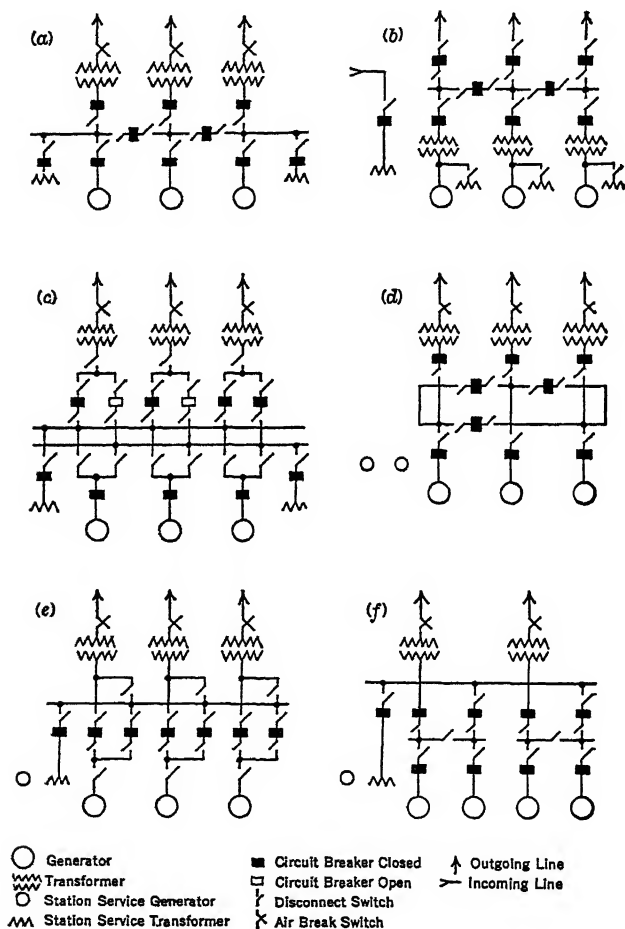 (a)
(b)
(c)
(d)
(e)
(f)
Generator
Transformer
Station Service Generator
Station Service Transformer
Circuit Breaker Closed
Circuit Breaker Open
Disconnect Switch
Air Break Switch
Outgoing Line
Incoming Line